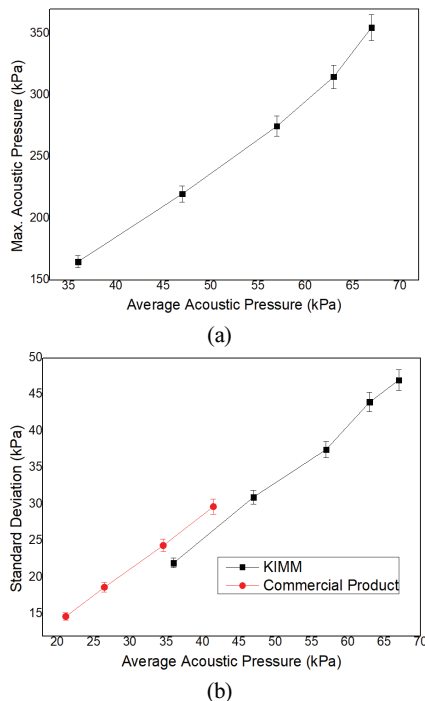 350
300
250
200
150
Max. Acoustic Pressure (kPa)
35 40 45 50 55 60 65 70
Average Acoustic Pressure (kPa)
(a)
50
45
40
35
30
25
20
15
Standard Deviation (kPa)
KIMM
Commercial Product
20 25 30 35 40 45 50 55 60 65 70
Average Acoustic Pressure (kPa)
(b)